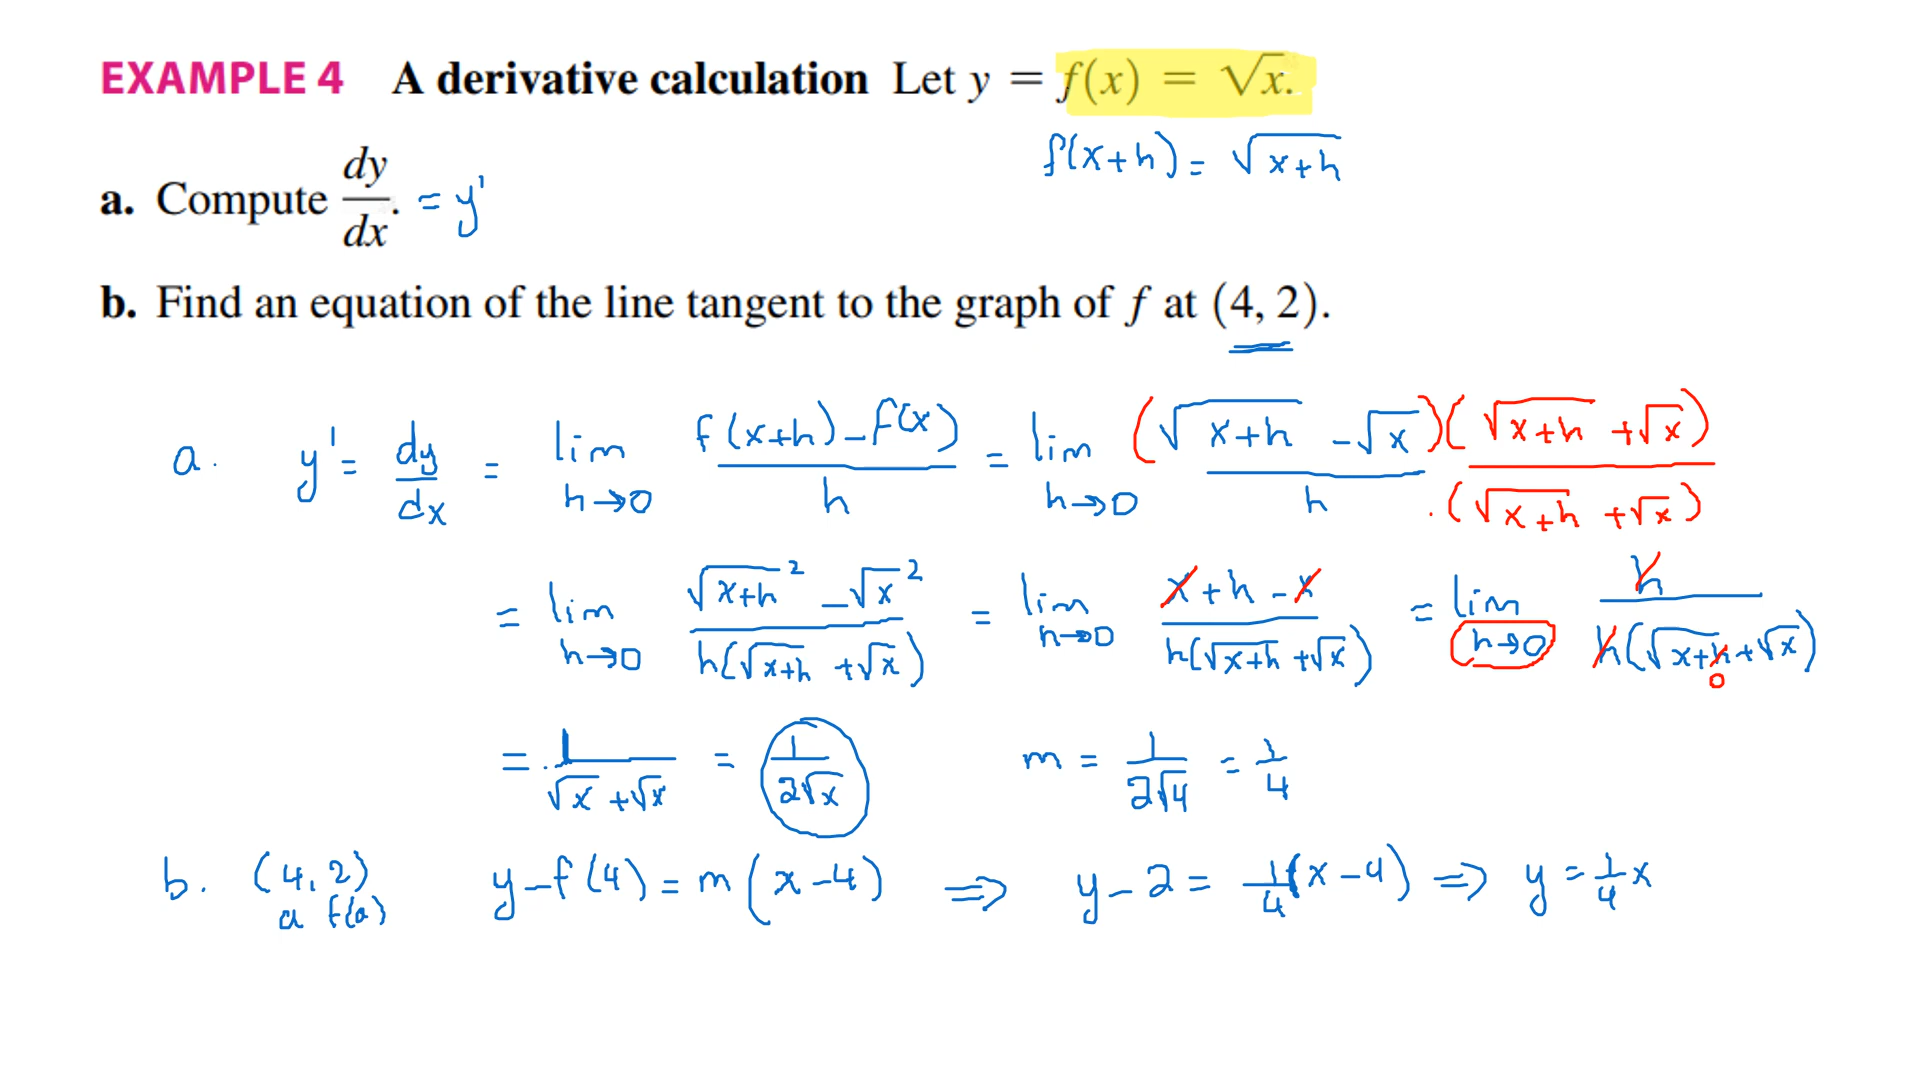 EXAMPLE 4 A derivative calculation Let y = f(x) = √x.
f(x+h) = √(x+h)
a. Compute dy/dx. = y'
b. Find an equation of the line tangent to the graph of f at (4, 2).
a. y' = dy/dx = lim h→0 (f(x+h) - f(x))/h = lim h→0 (√(x+h) - √x)(√(x+h) + √x) / h · (√(x+h) + √x)
= lim h→0 (√(x+h)² - √x²) / h(√(x+h) + √x) = lim h→0 (x + h - x) / h(√(x+h) + √x) = lim h→0 h / h(√(x+h) + √x)
0
= 1/(√x + √x) = 1/(2√x) m = 1/(2√4) = 1/4
b. (4, 2) y - f(4) = m(x - 4) ⇒ y - 2 = 1/4(x - 4) ⇒ y = 1/4 x
a f(a)